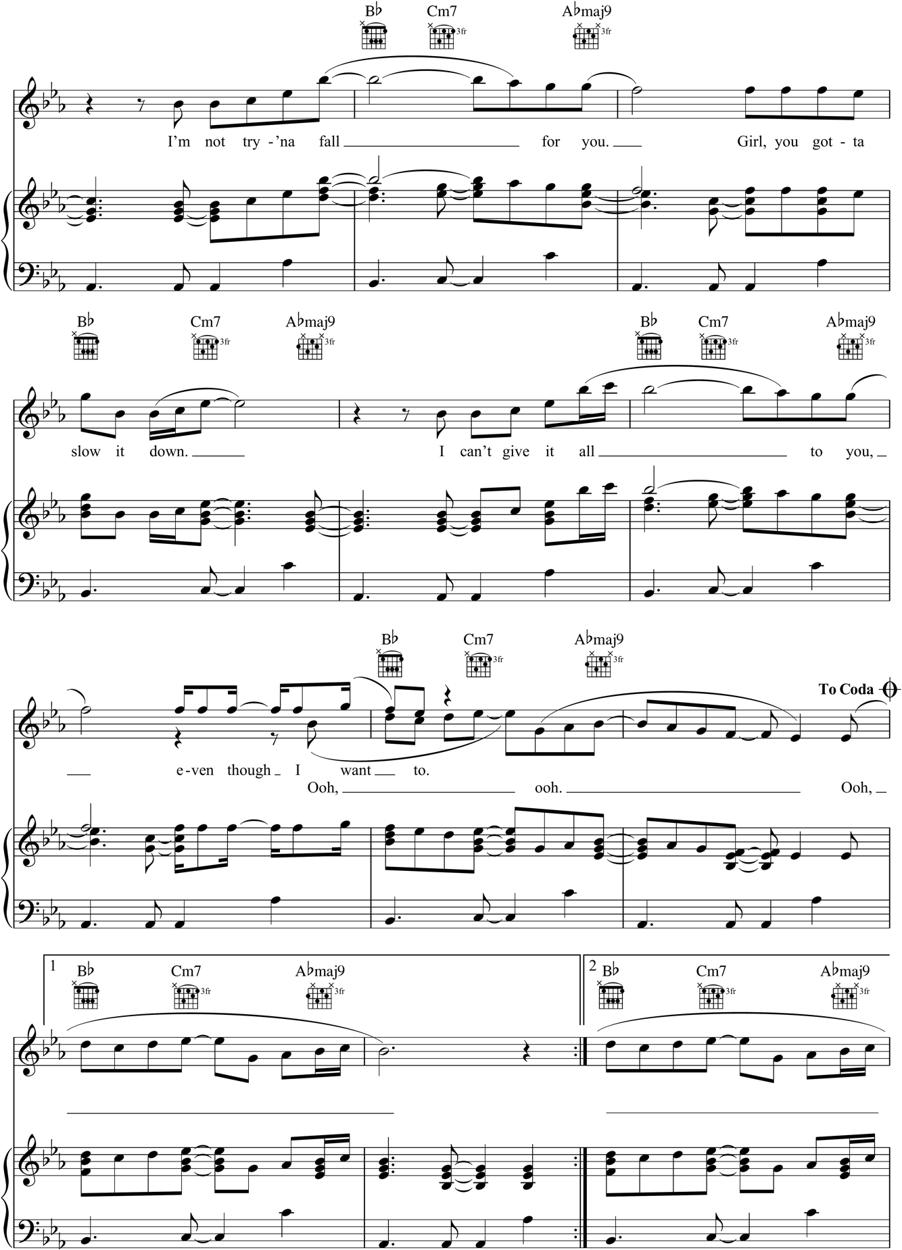 B♭ Cm7 A♭maj9
3fr 3fr
I'm not try -'na fall for you. Girl, you got - ta
B♭ Cm7 A♭maj9
3fr 3fr
slow it down. I can't give it all to you,
B♭ Cm7 A♭maj9
3fr 3fr
B♭ Cm7 A♭maj9
3fr 3fr
To Coda
e-ven though I want to.
Ooh, ooh. Ooh,
1 B♭ Cm7 A♭maj9
3fr 3fr
2 B♭ Cm7 A♭maj9
3fr 3fr